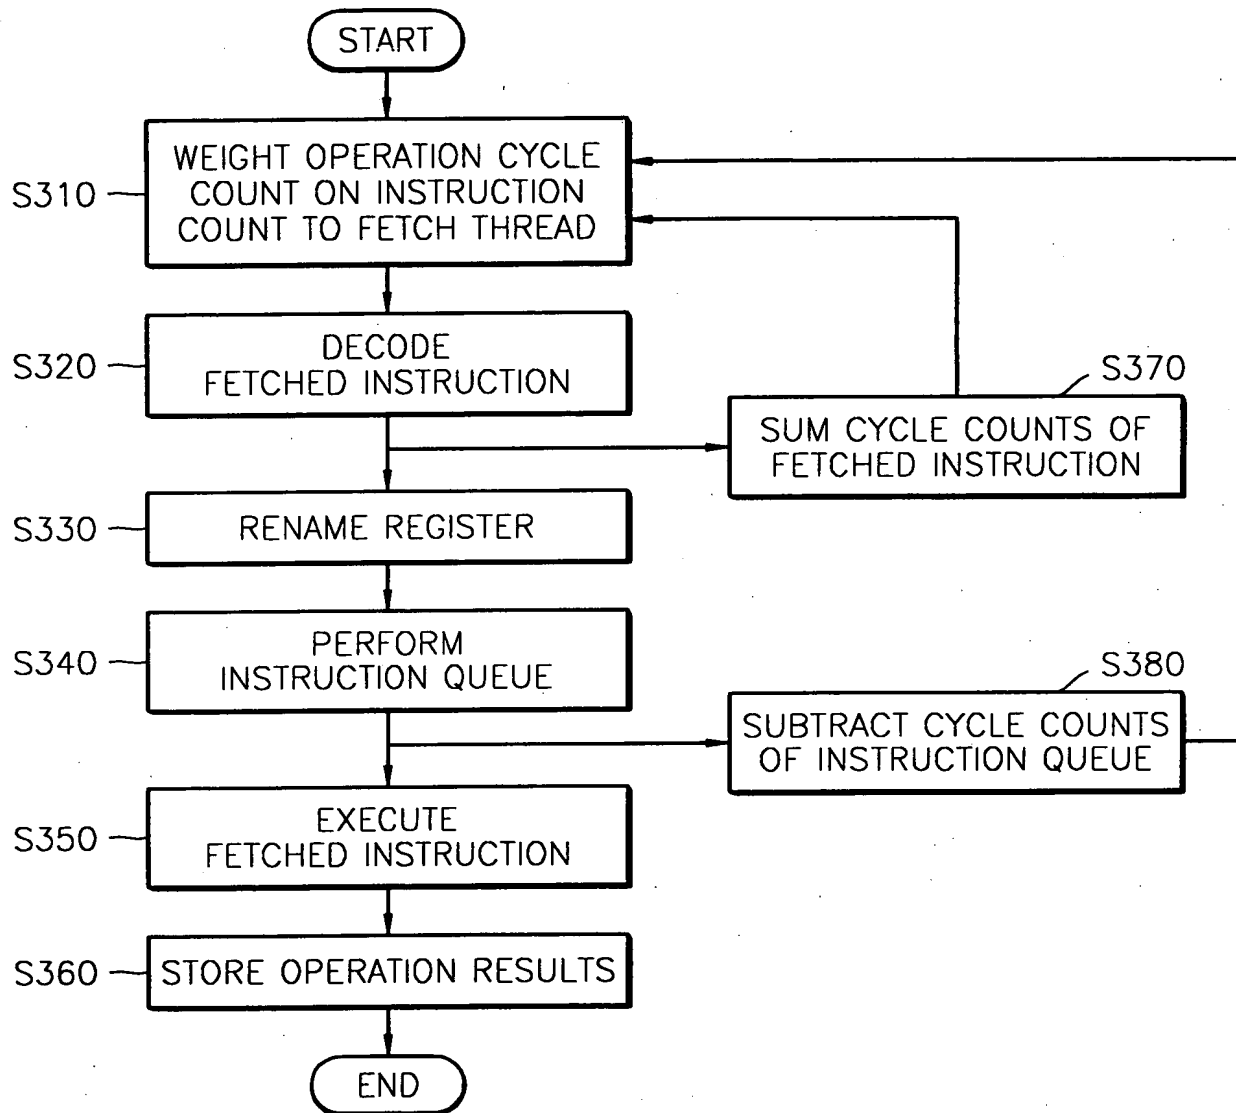 START
WEIGHT OPERATION CYCLE
COUNT ON INSTRUCTION
COUNT TO FETCH THREAD
S310
DECODE
FETCHED INSTRUCTION
S320
S370
SUM CYCLE COUNTS OF
FETCHED INSTRUCTION
S330
RENAME REGISTER
PERFORM
INSTRUCTION QUEUE
S340
S380
SUBTRACT CYCLE COUNTS
OF INSTRUCTION QUEUE
EXECUTE
FETCHED INSTRUCTION
S350
S360
STORE OPERATION RESULTS
END